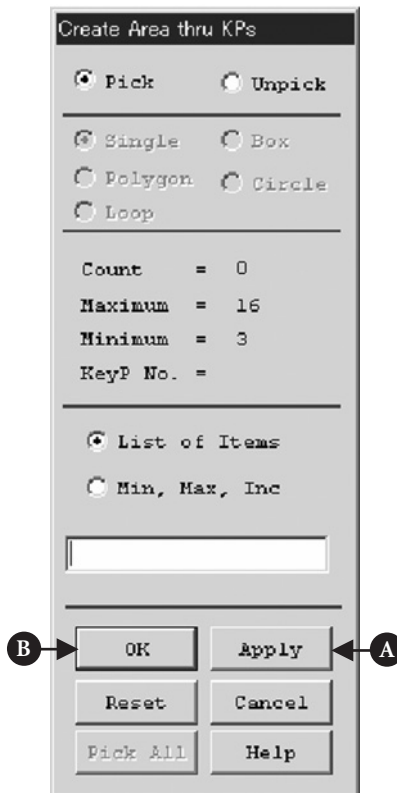 Create Area thru KPs
Pick Unpick
Single Box
Polygon Circle
Loop
Count = 0
Maximum = 16
Minimum = 3
KeyP No. =
List of Items
Min, Max, Inc
B OK Apply A
Reset Cancel
Pick All Help